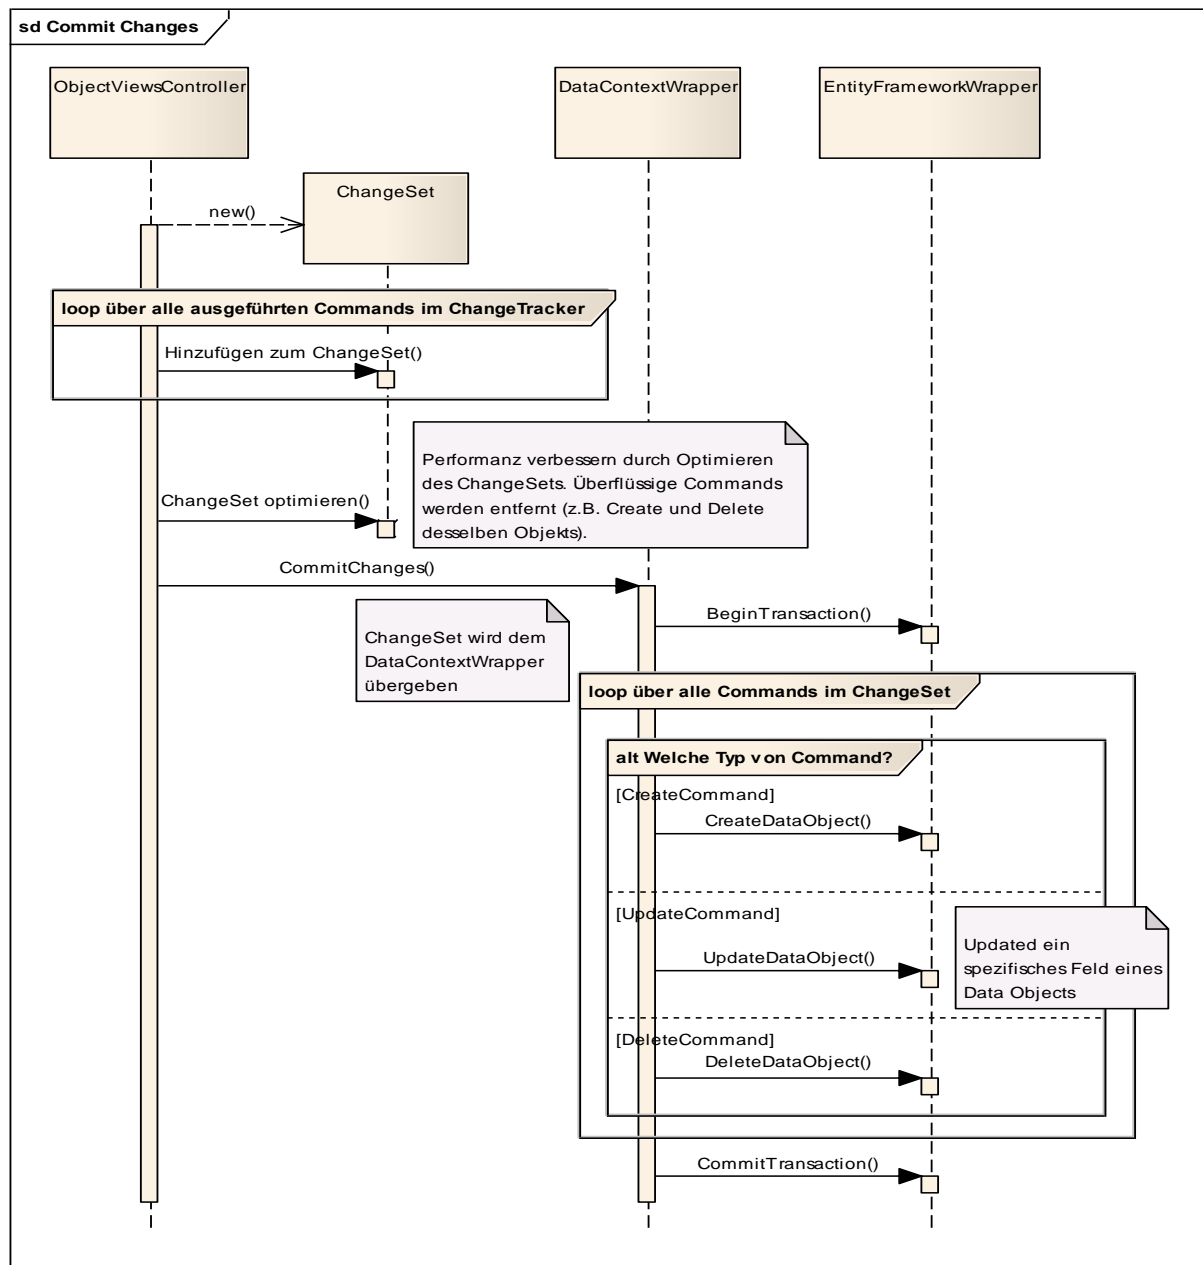 sd Commit Changes
ObjectViewsController
DataContextWrapper
EntityFrameworkWrapper
ChangeSet
new()
loop über alle ausgeführten Commands im ChangeTracker
Hinzufügen zum ChangeSet()
Performanz verbessern durch Optimieren
des ChangeSets. Überflüssige Commands
werden entfernt (z.B. Create und Delete
desselben Objekts).
ChangeSet optimieren()
CommitChanges()
BeginTransaction()
ChangeSet wird dem
DataContextWrapper
übergeben
loop über alle Commands im ChangeSet
alt Welche Typ von Command?
[CreateCommand]
CreateDataObject()
[UpdateCommand]
UpdateDataObject()
Updated ein
spezifisches Feld eines
Data Objects
[DeleteCommand]
DeleteDataObject()
CommitTransaction()